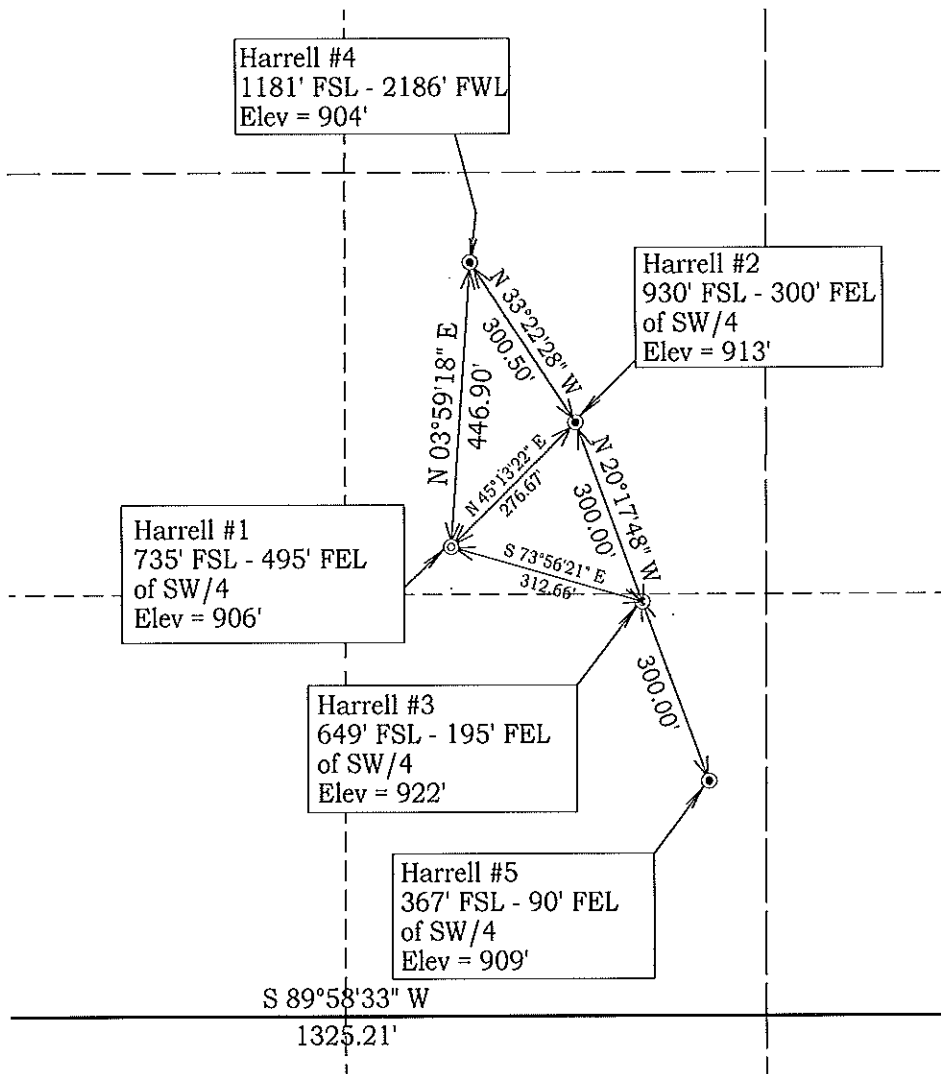 Harrell #4
1181' FSL - 2186' FWL
Elev = 904'
Harrell #2
930' FSL - 300' FEL
of SW/4
Elev = 913'
N 33°22'28" W
300.50'
N 03°59'18" E
446.90'
N 45°13'22" E
276.67'
N 20°17'48" W
300.00'
Harrell #1
735' FSL - 495' FEL
of SW/4
Elev = 906'
S 73°56'21" E
312.66'
300.00'
Harrell #3
649' FSL - 195' FEL
of SW/4
Elev = 922'
Harrell #5
367' FSL - 90' FEL
of SW/4
Elev = 909'
S 89°58'33" W
1325.21'